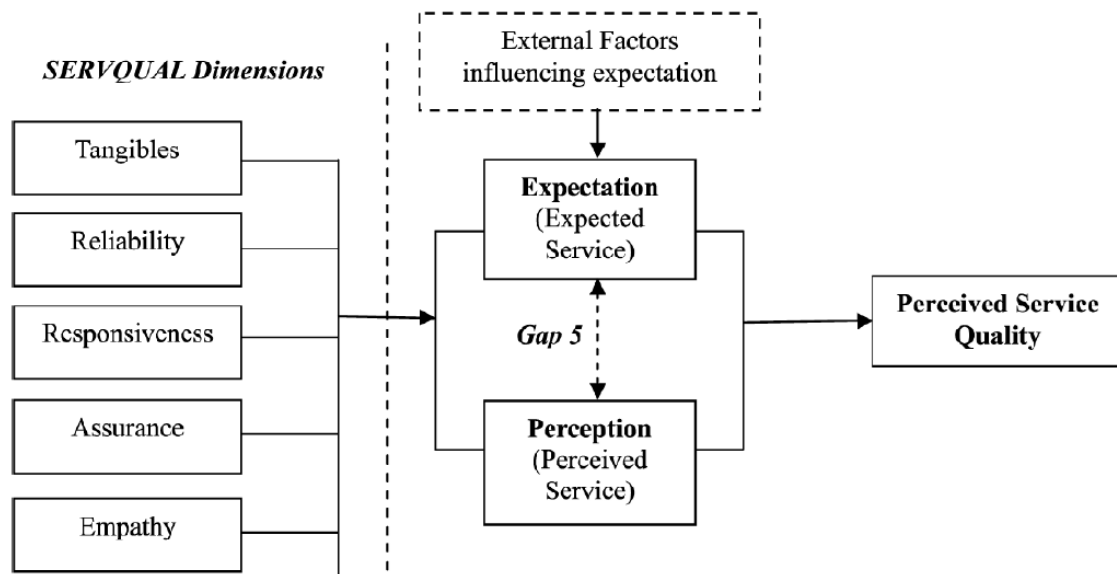 SERVQUAL Dimensions
Tangibles
Reliability
Responsiveness
Assurance
Empathy
External Factors
influencing expectation
Expectation
(Expected
Service)
Gap 5
Perception
(Perceived
Service)
Perceived Service
Quality